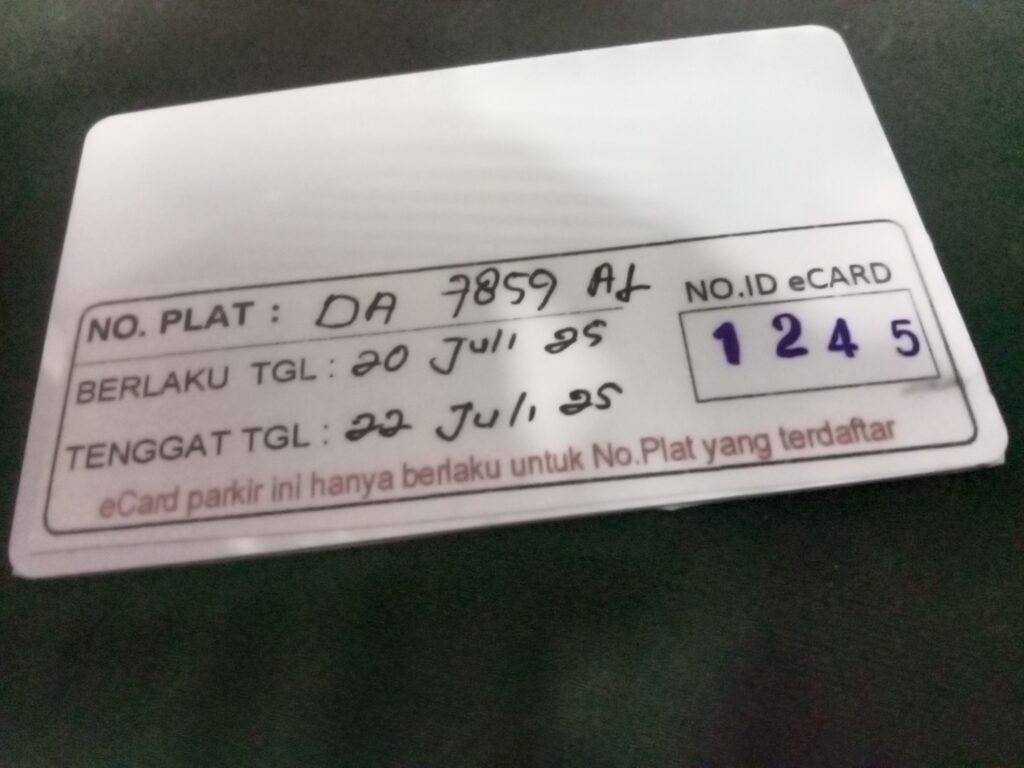 NO. PLAT : DA 7859 AL
BERLAKU TGL : 20 Juli 25
TENGGAT TGL : 22 Juli 25
eCard parkir ini hanya berlaku untuk No.Plat yang terdaftar
NO.ID eCARD
1245